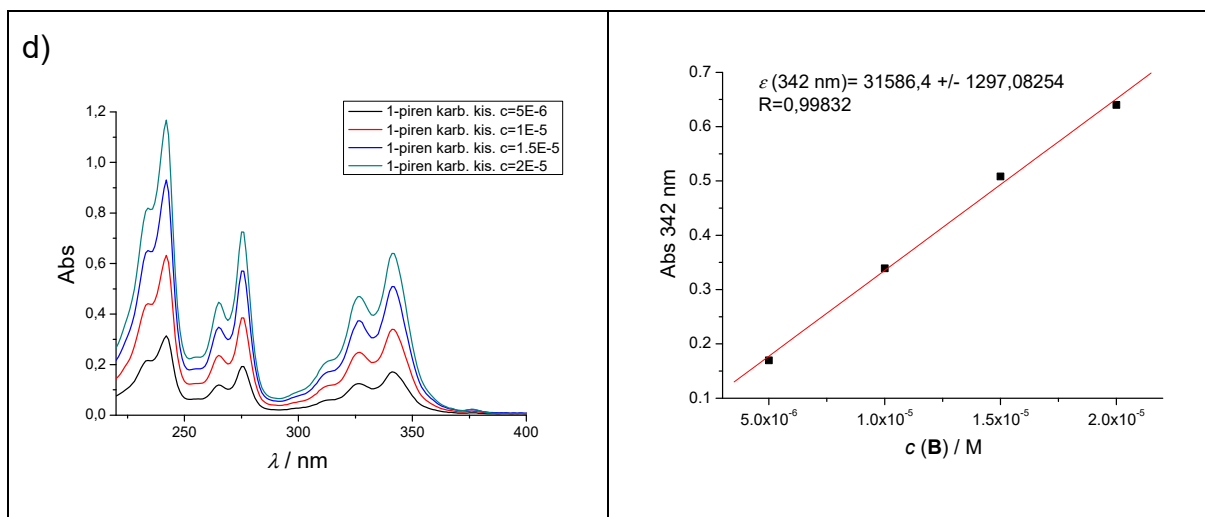 d)
1-piren karb. kis. c=5E-6
1-piren karb. kis. c=1E-5
1-piren karb. kis. c=1.5E-5
1-piren karb. kis. c=2E-5
1,2
1,0
0,8
0,6
0,4
0,2
0,0
Abs
250 300 350 400
λ / nm
ε (342 nm)= 31586,4 +/- 1297,08254
R=0,99832
0.7
0.6
0.5
0.4
0.3
0.2
0.1
Abs 342 nm
5.0x10⁻⁶ 1.0x10⁻⁵ 1.5x10⁻⁵ 2.0x10⁻⁵
c (B) / M